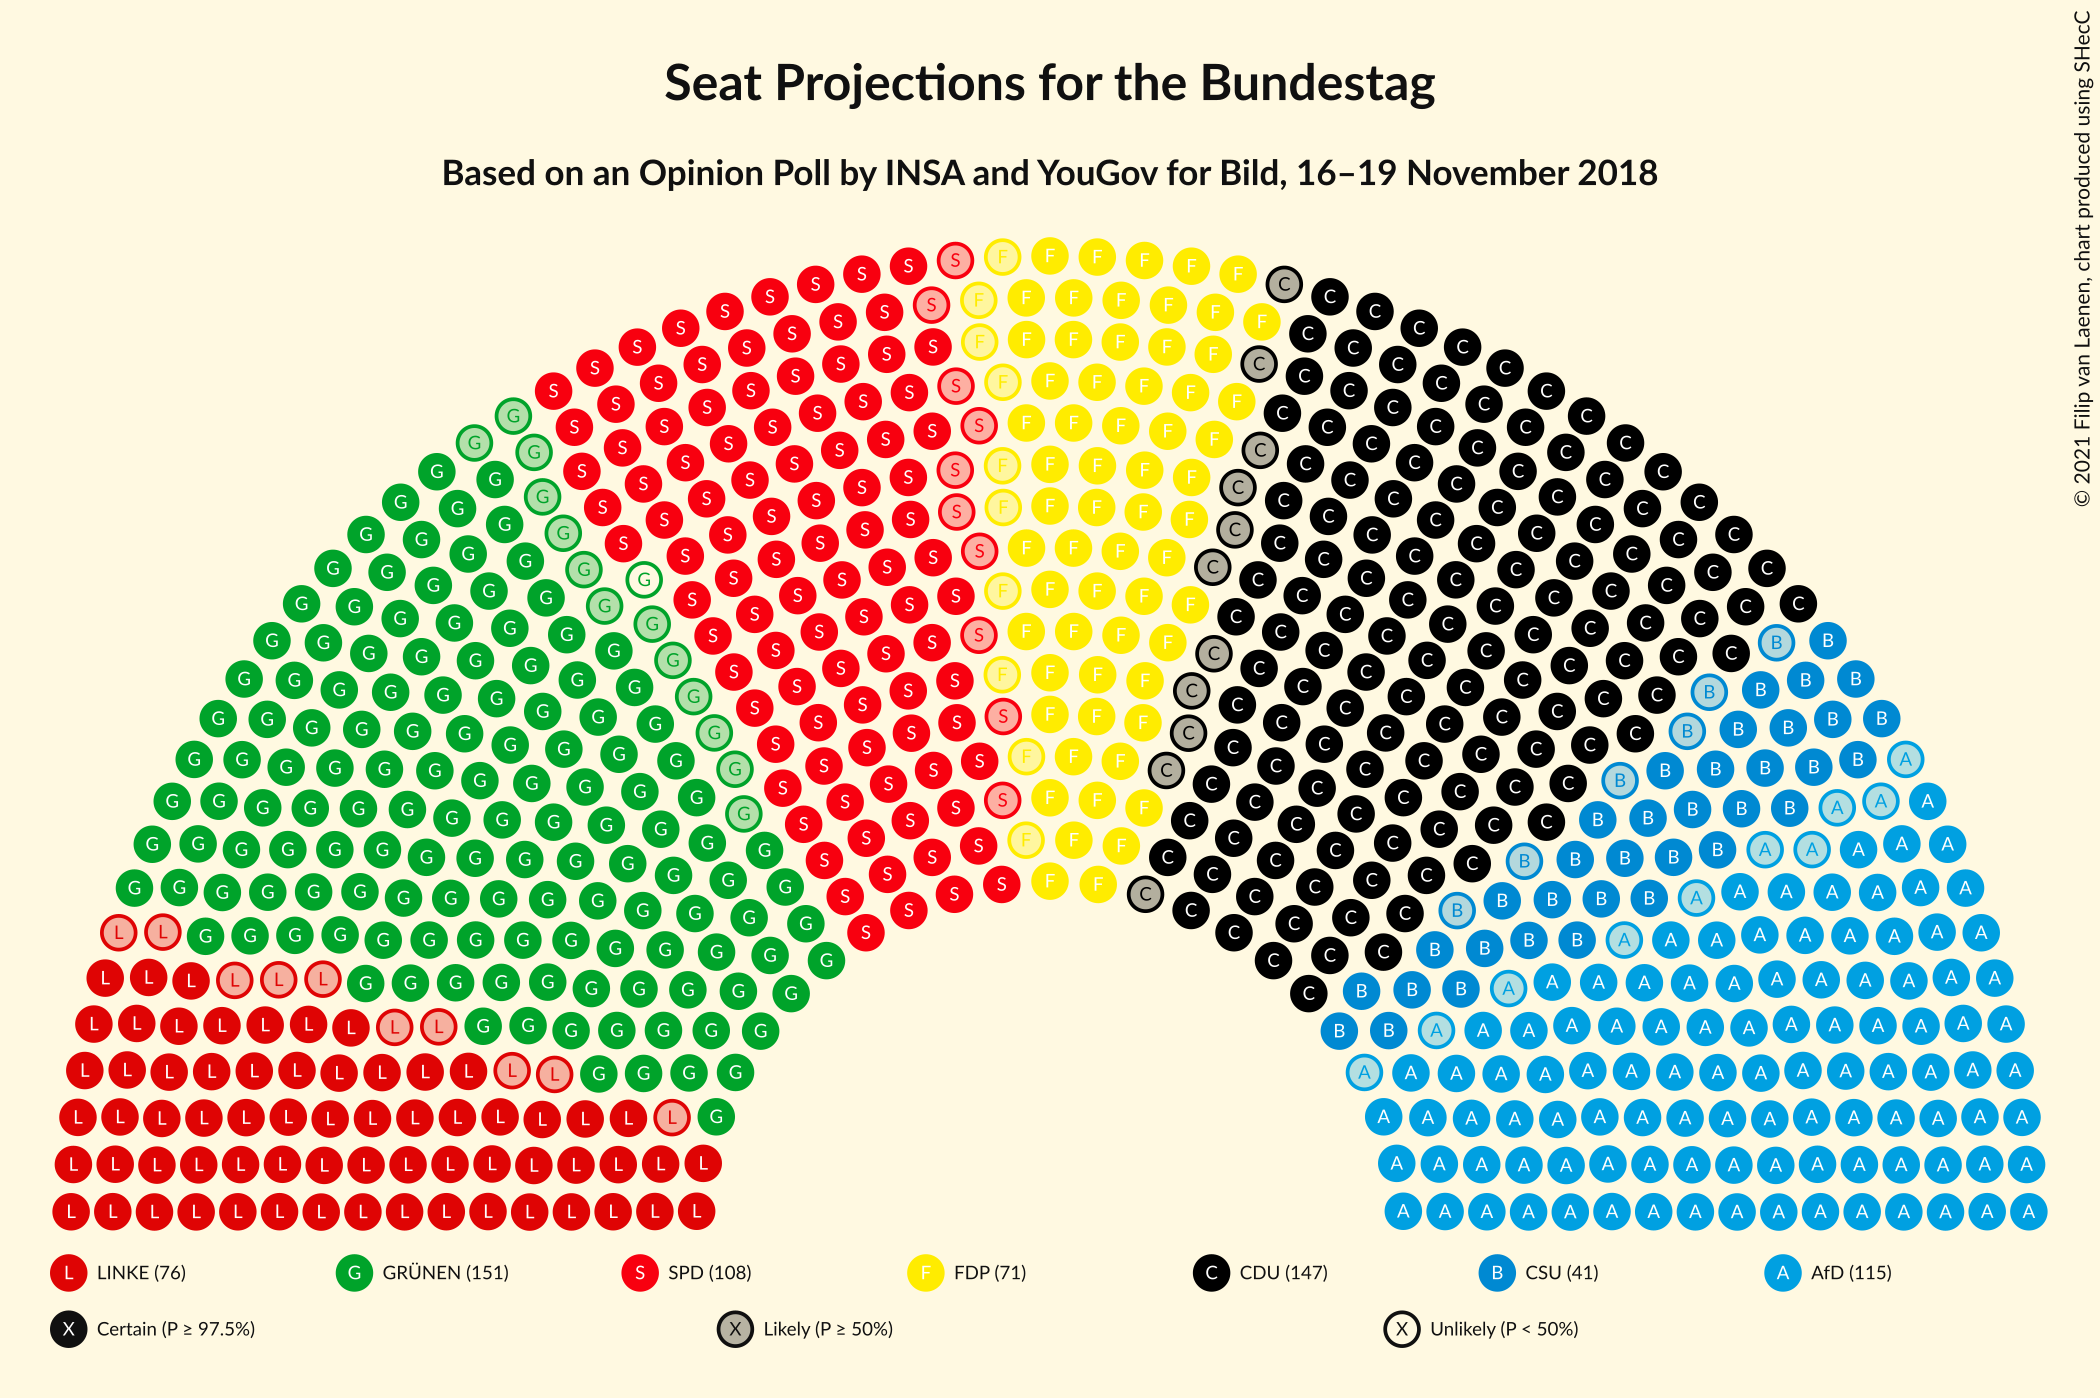 Seat Projections for the Bundestag
Based on an Opinion Poll by INSA and YouGov for Bild, 16–19 November 2018
© 2021 Filip van Laenen, chart produced using SHecC
L LINKE (76) G GRÜNEN (151) S SPD (108) F FDP (71) C CDU (147) B CSU (41) A AfD (115)
X Certain (P ≥ 97.5%) X Likely (P ≥ 50%) X Unlikely (P < 50%)